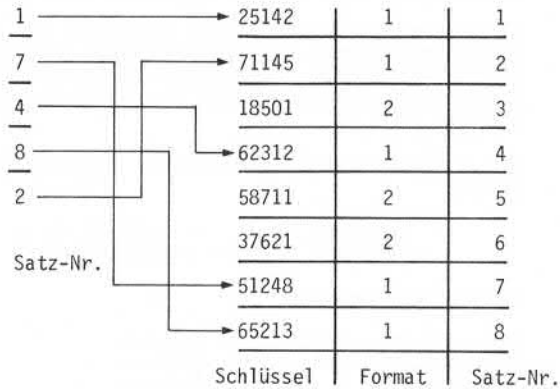 1 25142 1 1
7 71145 1 2
4 18501 2 3
8 62312 1 4
2 58711 2 5
37621 2 6
Satz-Nr.
51248 1 7
65213 1 8
Schlüssel Format Satz-Nr.